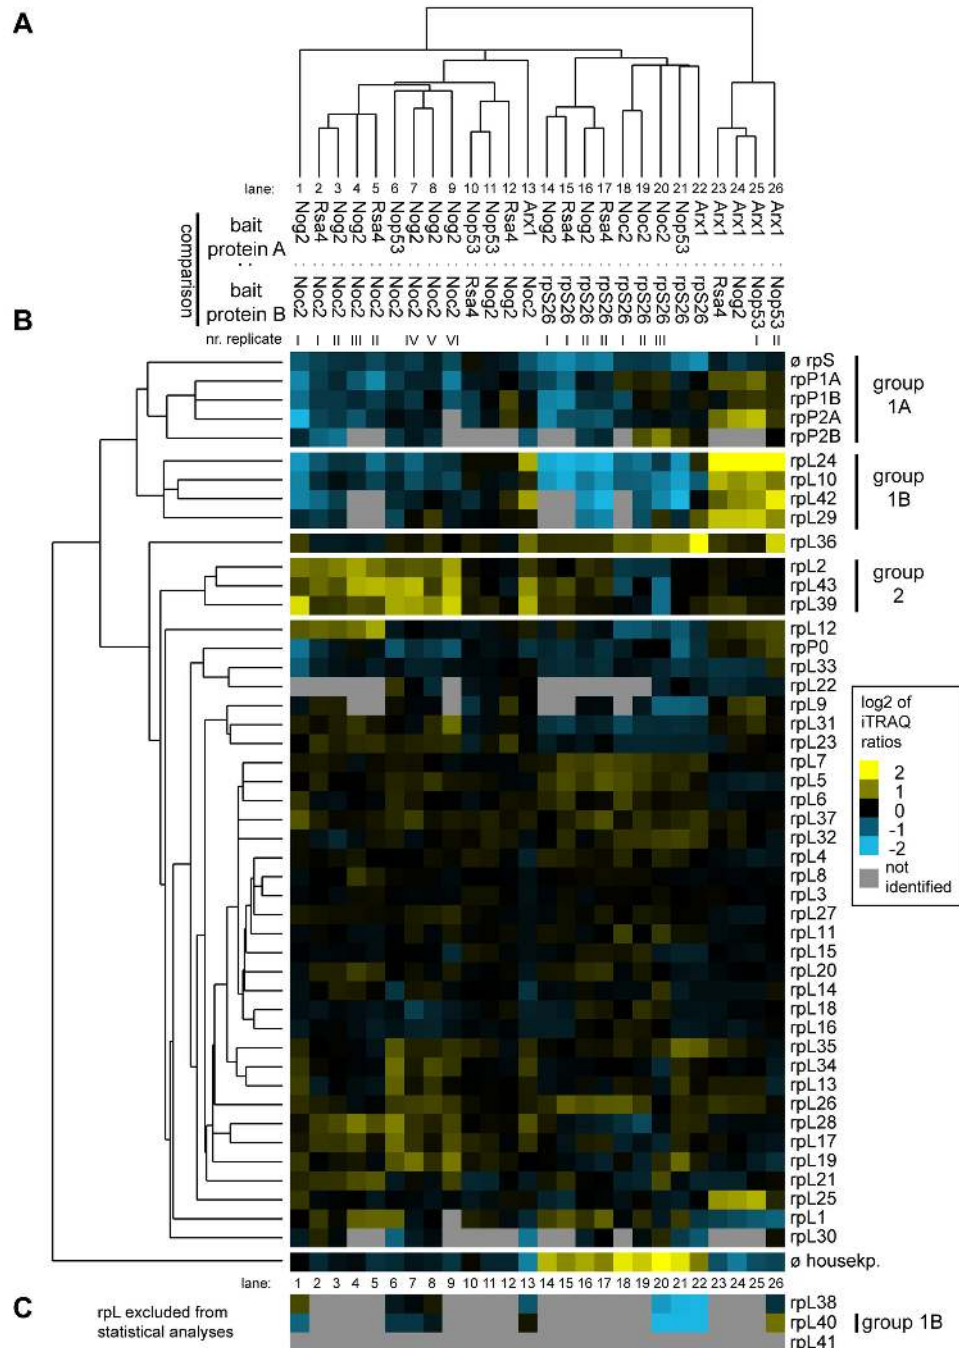 A
lane: 1 2 3 4 5 6 7 8 9 10 11 12 13 14 15 16 17 18 19 20 21 22 23 24 25 26
comparison
bait protein A
Nog2 Rsa4 Nog2 Nog2 Rsa4 Nop53 Nog2 Nog2 Nog2 Nop53 Nop53 Rsa4 Arx1 Nog2 Rsa4 Nog2 Rsa4 Noc2 Noc2 Noc2 Nop53 Arx1 Arx1 Arx1 Arx1 Arx1
: : : : : : : : : : : : : : : : : : : : : : : : : :
bait protein B
Noc2 Noc2 Noc2 Noc2 Noc2 Noc2 Noc2 Noc2 Noc2 Rsa4 Nog2 Nog2 Noc2 rpS26 rpS26 rpS26 rpS26 rpS26 rpS26 rpS26 rpS26 rpS26 Rsa4 Nog2 Nop53 Nop53
B
nr. replicate I I II III II IV V VI I I II II I II III I II
ø rpS
rpP1A
rpP1B
rpP2A
rpP2B
group 1A
rpL24
rpL10
rpL42
rpL29
group 1B
rpL36
rpL2
rpL43
rpL39
group 2
rpL12
rpP0
rpL33
rpL22
rpL9
rpL31
rpL23
rpL7
rpL5
rpL6
rpL37
rpL32
rpL4
rpL8
rpL3
rpL27
rpL11
rpL15
rpL20
rpL14
rpL18
rpL16
rpL35
rpL34
rpL13
rpL26
rpL28
rpL17
rpL19
rpL21
rpL25
rpL1
rpL30
ø housekp.
log2 of
iTRAQ
ratios
2
1
0
-1
-2
not
identified
lane: 1 2 3 4 5 6 7 8 9 10 11 12 13 14 15 16 17 18 19 20 21 22 23 24 25 26
C
rpL excluded from
statistical analyses
rpL38
rpL40
rpL41
group 1B